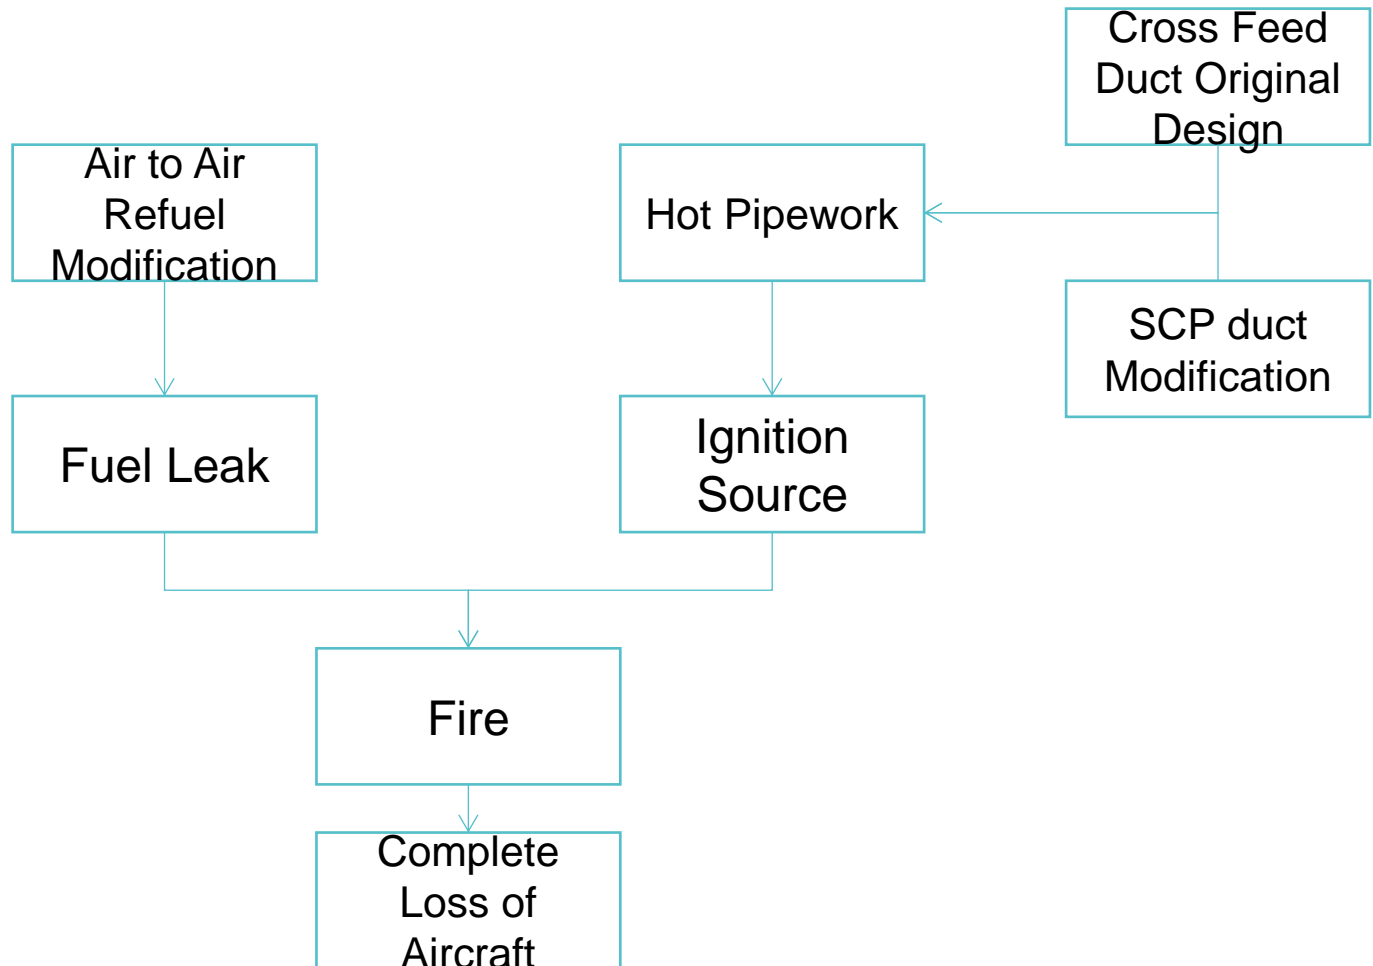 Cross Feed
Duct Original
Design
Air to Air
Refuel
Modification
Hot Pipework
SCP duct
Modification
Fuel Leak
Ignition
Source
Fire
Complete
Loss of
Aircraft